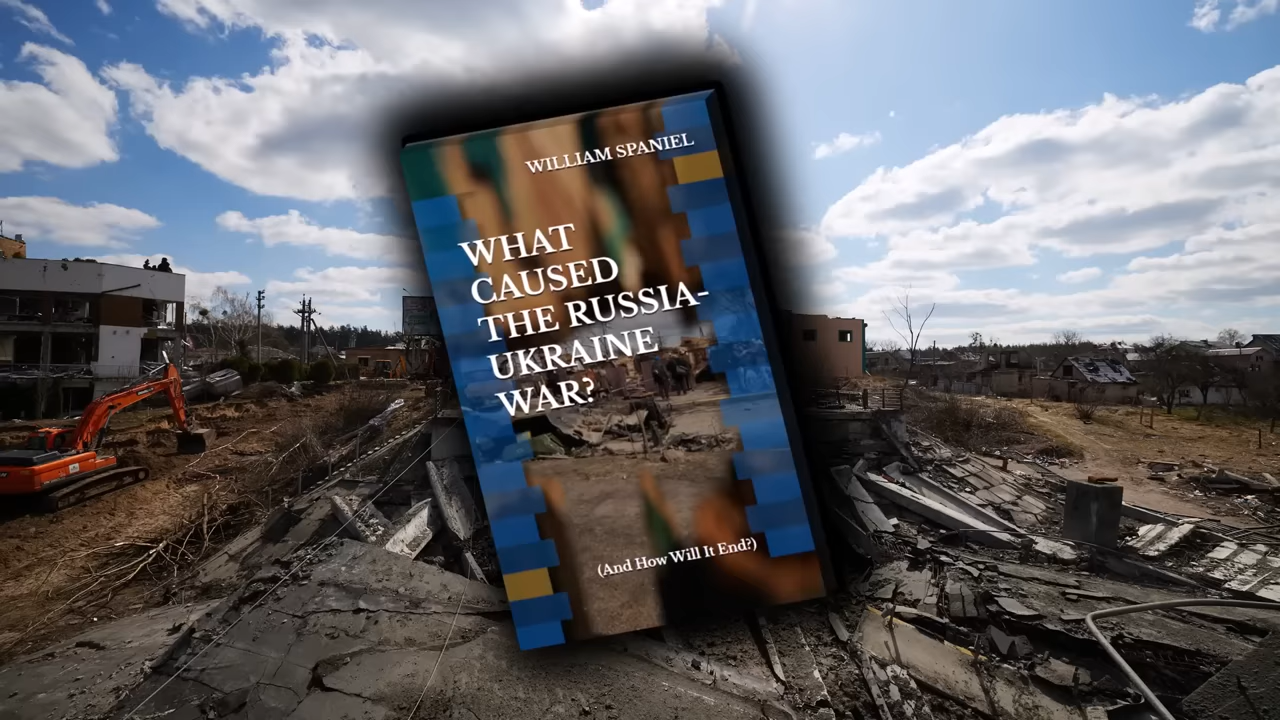 WILLIAM SPANIEL
WHAT
CAUSED
THE RUSSIA-
UKRAINE
WAR?
(And How Will It End?)